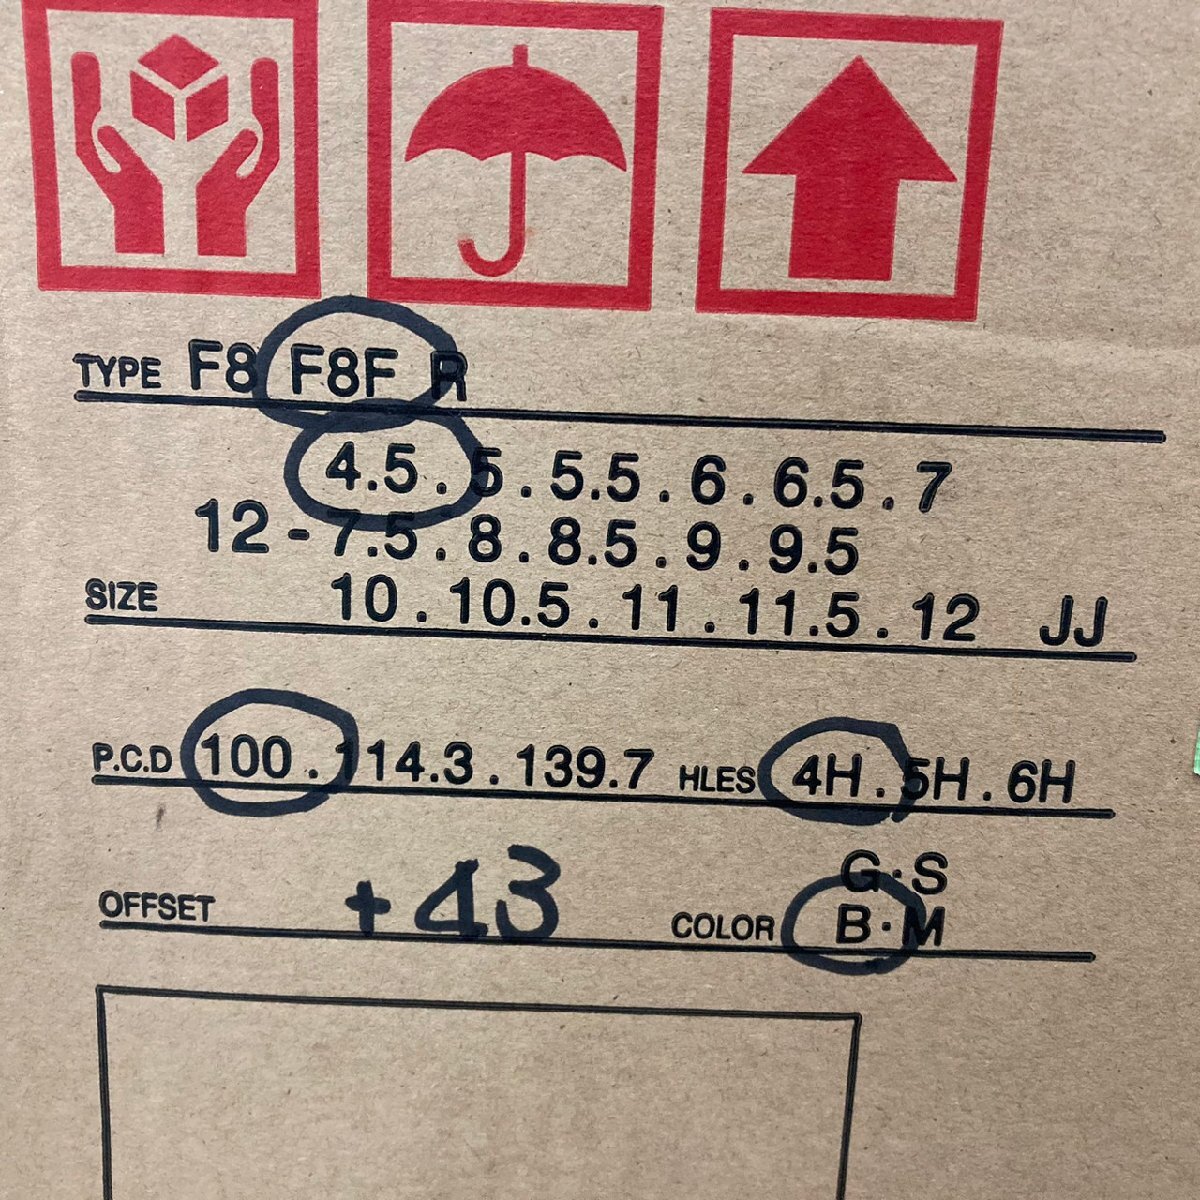 TYPE F8 F8F R
4.5 . 5 . 5.5 . 6 . 6.5 . 7
12 - 7.5 . 8 . 8.5 . 9 . 9.5
SIZE 10 . 10.5 . 11 . 11.5 . 12 JJ
P.C.D 100 . 114.3 . 139.7 HLES 4H . 5H . 6H
G·S
OFFSET +43 COLOR B·M